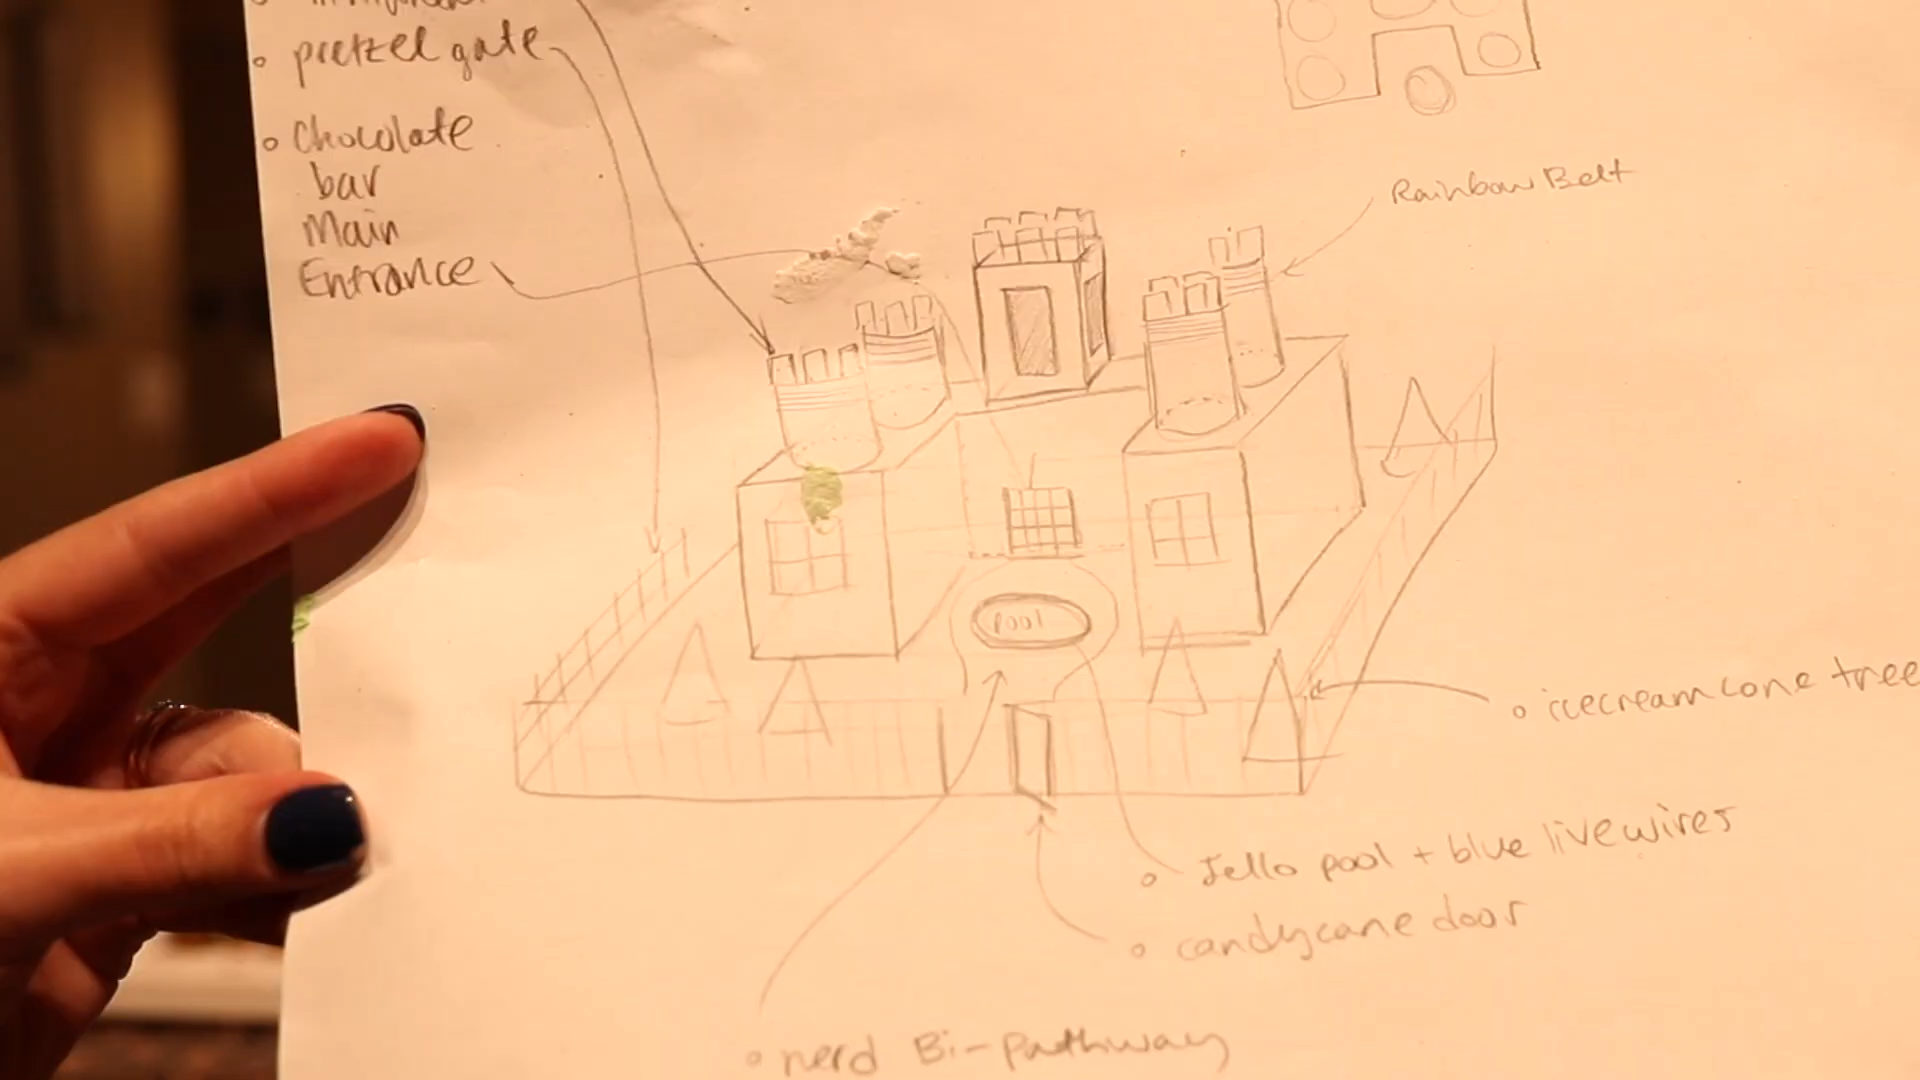 pretzel gate
Chocolate
bar
Main
Entrance
Rainbow Belt
Pool
icecream cone tree
Jello pool + blue livewires
candycane door
nerd Bi-pathway